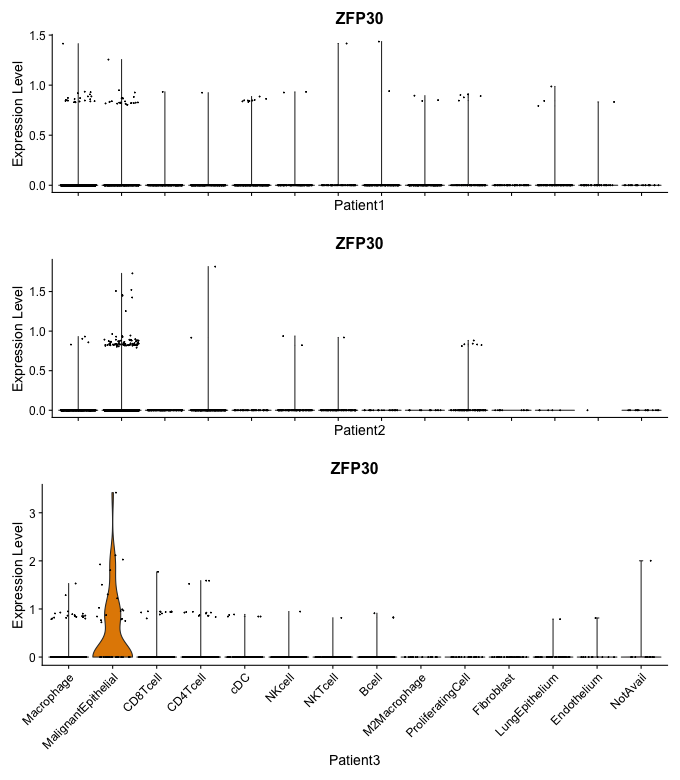 ZFP30
Expression Level
1.5
1.0
0.5
0.0
Patient1
ZFP30
Expression Level
1.5
1.0
0.5
0.0
Patient2
ZFP30
Expression Level
3
2
1
0
Macrophage
MalignantEpithelial
CD8Tcell
CD4Tcell
cDC
NKcell
NKTcell
Bcell
M2Macrophage
ProliferatingCell
Fibroblast
LungEpithelium
Endothelium
NotAvail
Patient3